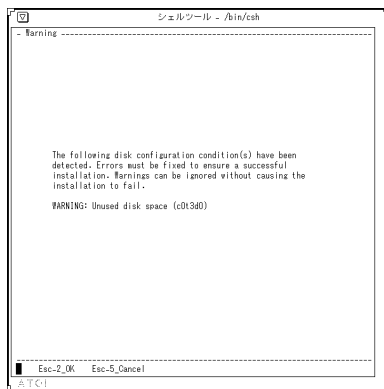 シェルツール - /bin/csh
- Warning -
The following disk configuration condition(s) have been
detected. Errors must be fixed to ensure a successful
installation. Warnings can be ignored without causing the
installation to fail.
WARNING: Unused disk space (c0t3d0)
Esc-2_OK Esc-5_Cancel